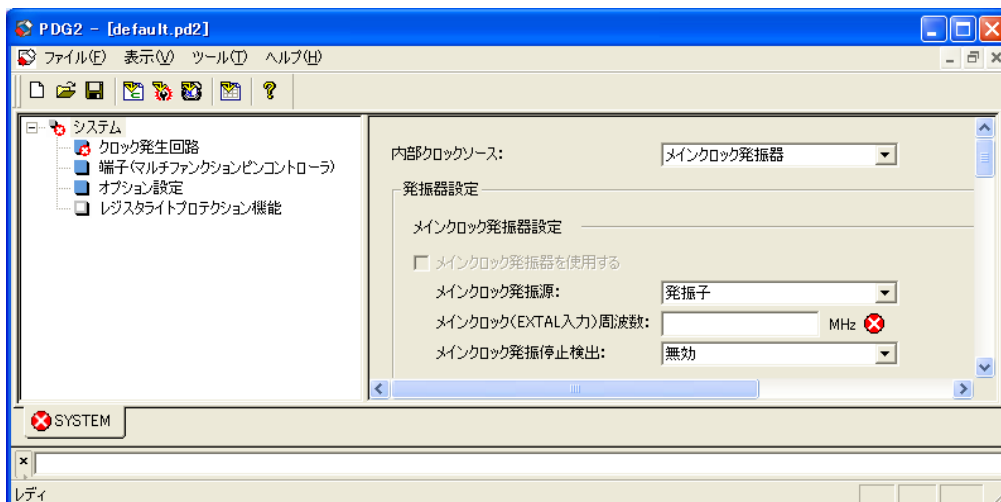 PDG2 - [default.pd2]
ファイル(F) 表示(V) ツール(T) ヘルプ(H)
システム
クロック発生回路
端子(マルチファンクションピンコントローラ)
オプション設定
レジスタライトプロテクション機能
内部クロックソース: メインクロック発振器
発振器設定
メインクロック発振器設定
メインクロック発振器を使用する
メインクロック発振源: 発振子
メインクロック(EXTAL入力)周波数: MHz
メインクロック発振停止検出: 無効
SYSTEM
レディ